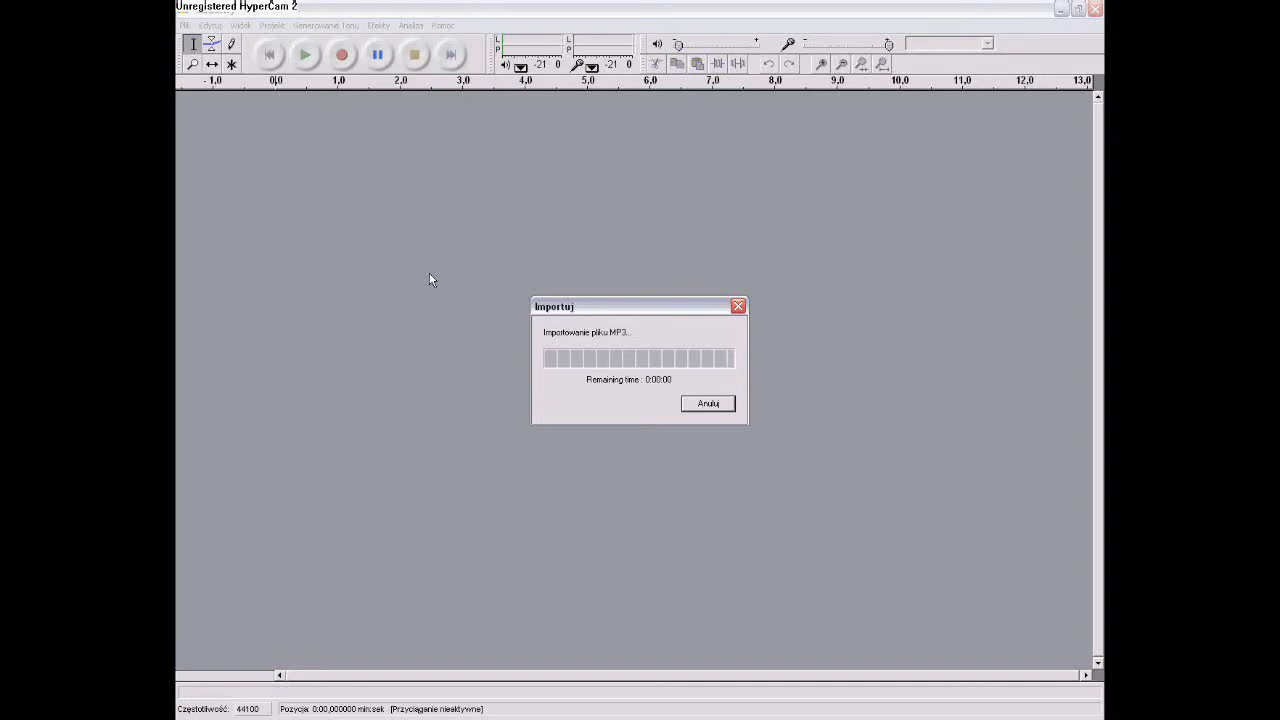 Unregistered HyperCam 2
Plik Edycuj Widok Projekt Generowanie Tonu Efekty Analiza Pomoc
L
P
-21 0
L
P
-21 0
- +
- +
- 1,0 0,0 1,0 2,0 3,0 4,0 5,0 6,0 7,0 8,0 9,0 10,0 11,0 12,0 13,0
Importuj
Importowanie pliku MP3...
Remaining time : 0:00:00
Anuluj
Częstotliwość: 44100 Pozycja: 0:00,000000 min:sek [Przyciąganie nieaktywne]